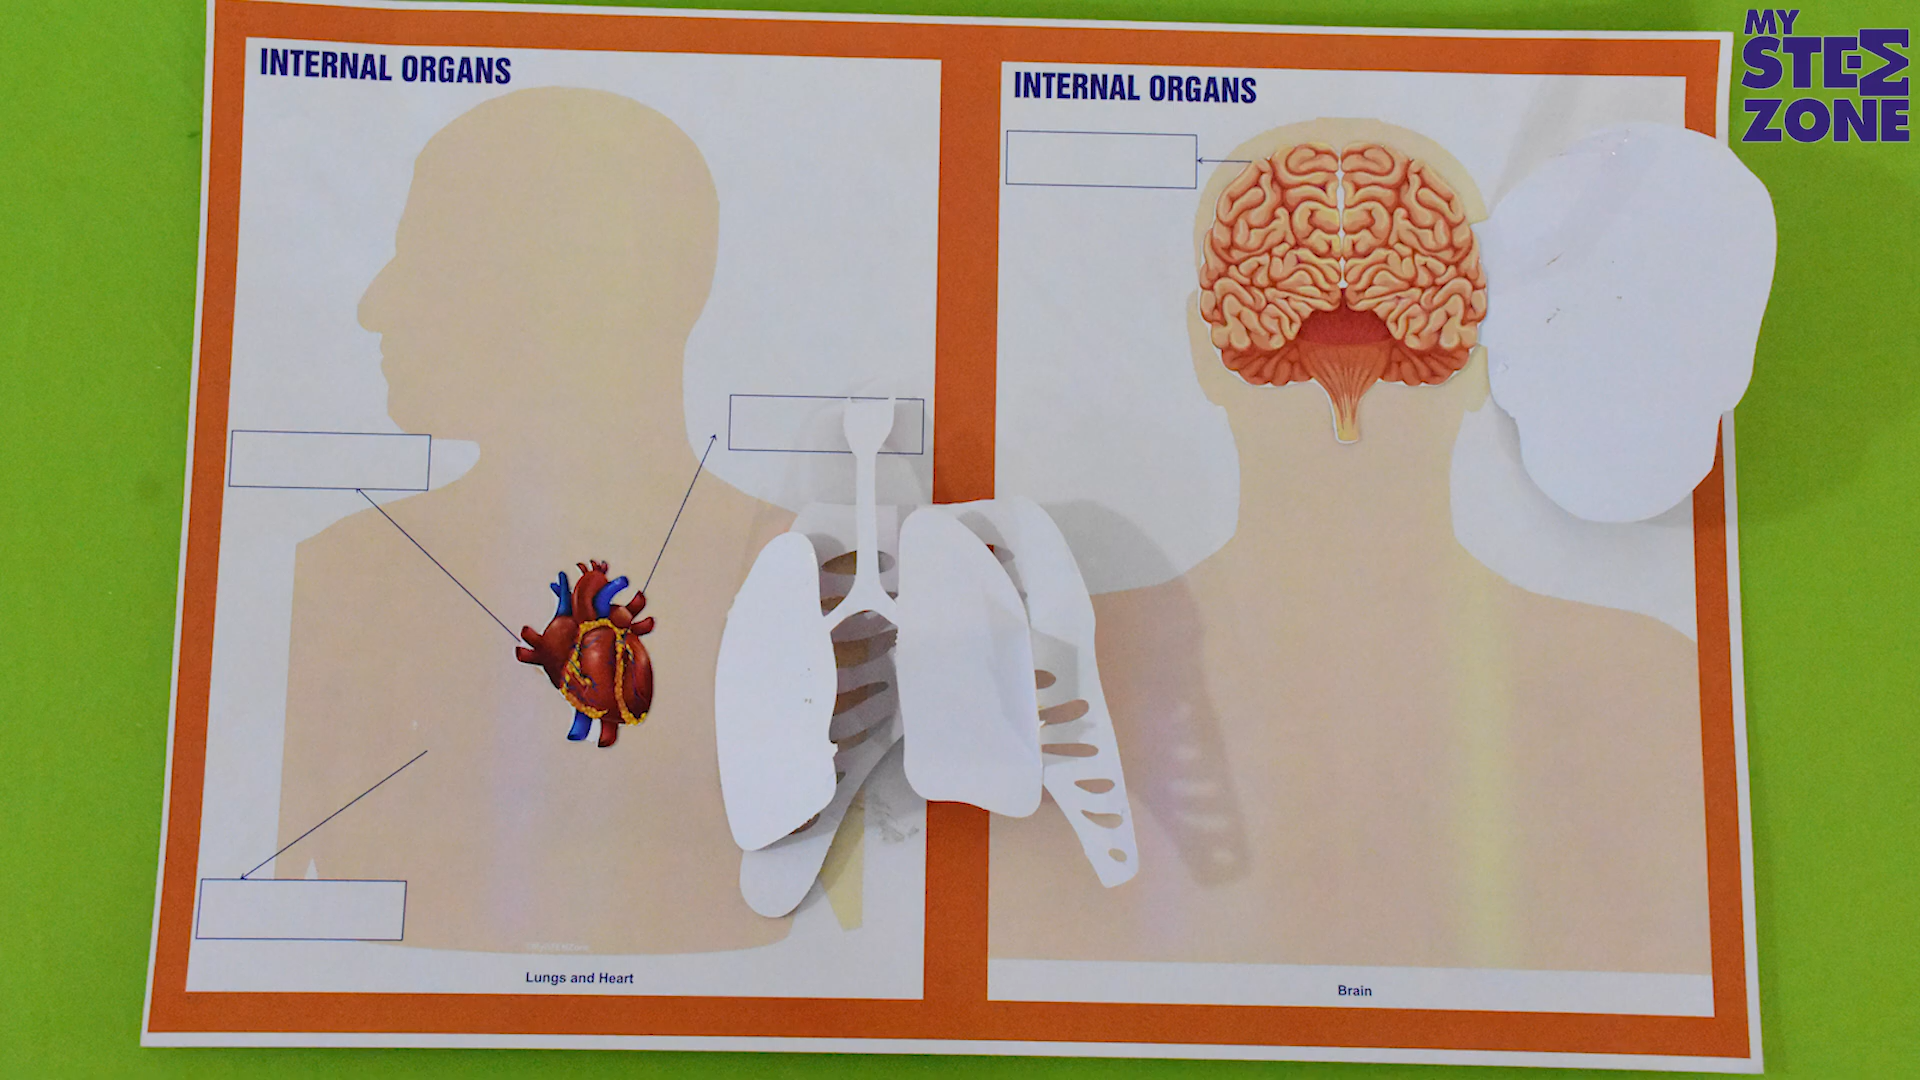 INTERNAL ORGANS
Lungs and Heart
INTERNAL ORGANS
Brain
MY
STEM
ZONE